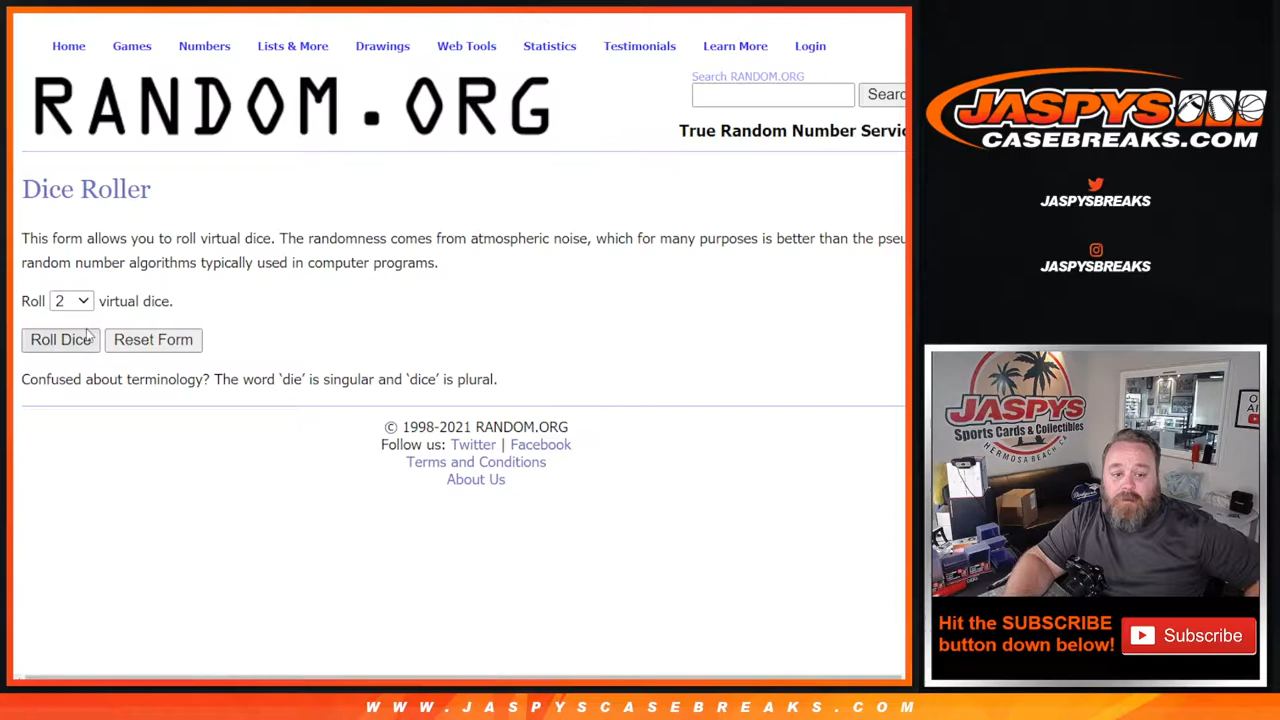 Home Games Numbers Lists & More Drawings Web Tools Statistics Testimonials Learn More Login
RANDOM.ORG
Search RANDOM.ORG
Searc
True Random Number Servic
Dice Roller
This form allows you to roll virtual dice. The randomness comes from atmospheric noise, which for many purposes is better than the pseu
random number algorithms typically used in computer programs.
Roll 2 virtual dice.
Roll Dice Reset Form
Confused about terminology? The word ‘die’ is singular and ‘dice’ is plural.
© 1998-2021 RANDOM.ORG
Follow us: Twitter | Facebook
Terms and Conditions
About Us
JASPYS
CASEBREAKS.COM
JASPYSBREAKS
JASPYSBREAKS
JASPYS
Sports Cards & Collectibles
HERMOSA BEACH CA
Dodgers
Hit the SUBSCRIBE
button down below!
Subscribe
WWW.JASPYSCASEBREAKS.COM